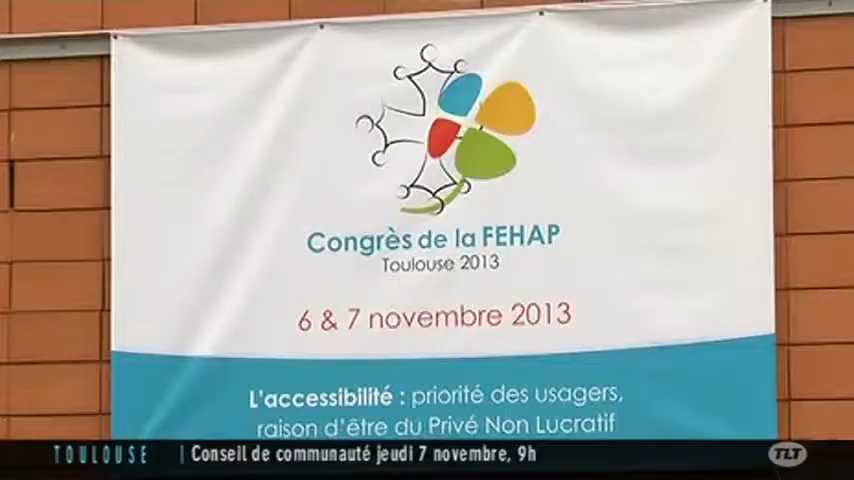 Congrès de la FEHAP
Toulouse 2013
6 & 7 novembre 2013
L'accessibilité : priorité des usagers,
raison d'être du Privé Non Lucratif
TOULOUSE | Conseil de communauté jeudi 7 novembre, 9h
TLT